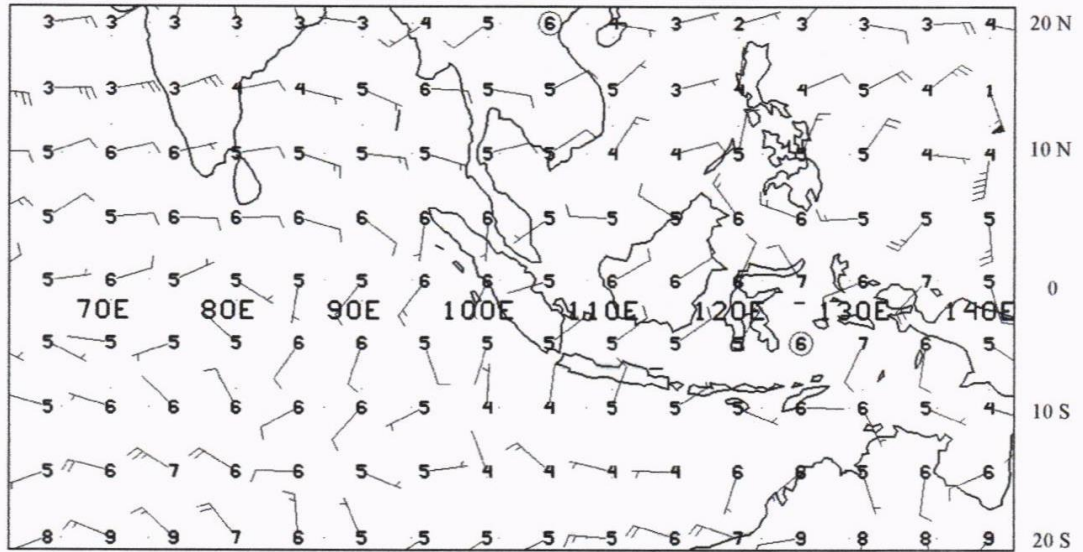 3 3 3 3 3 3 4 5 6 4 3 2 3 3 3 4 20 N
3 3 3 4 4 5 6 5 5 5 3 4 4 5 4 1
5 6 6 5 5 5 5 5 5 4 4 5 5 4 4 10 N
5 5 6 6 6 6 6 6 5 5 5 6 6 5 5 5
5 6 5 5 5 5 6 6 5 6 6 6 7 6 7 5 0
70E 80E 90E 100E 110E 120E 130E 140E
5 5 5 5 6 6 5 5 5 5 5 5 6 7 6 5
5 6 6 6 6 6 5 4 4 5 5 5 6 6 5 4 10 S
5 6 7 6 6 5 5 4 4 4 4 6 6 5 6 6
8 9 9 7 6 5 5 5 5 5 6 7 9 8 8 9 20 S